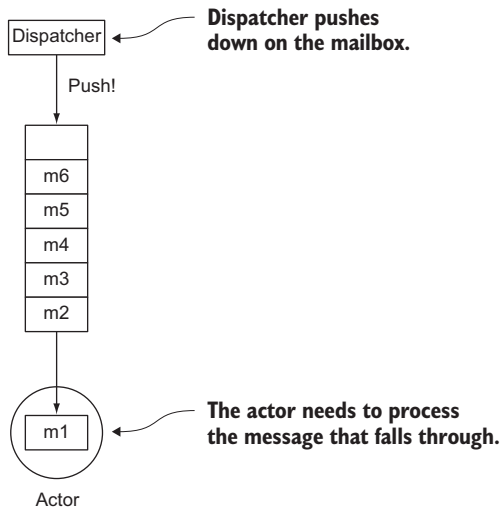 Dispatcher
Dispatcher pushes
down on the mailbox.
Push!
m6
m5
m4
m3
m2
m1
The actor needs to process
the message that falls through.
Actor